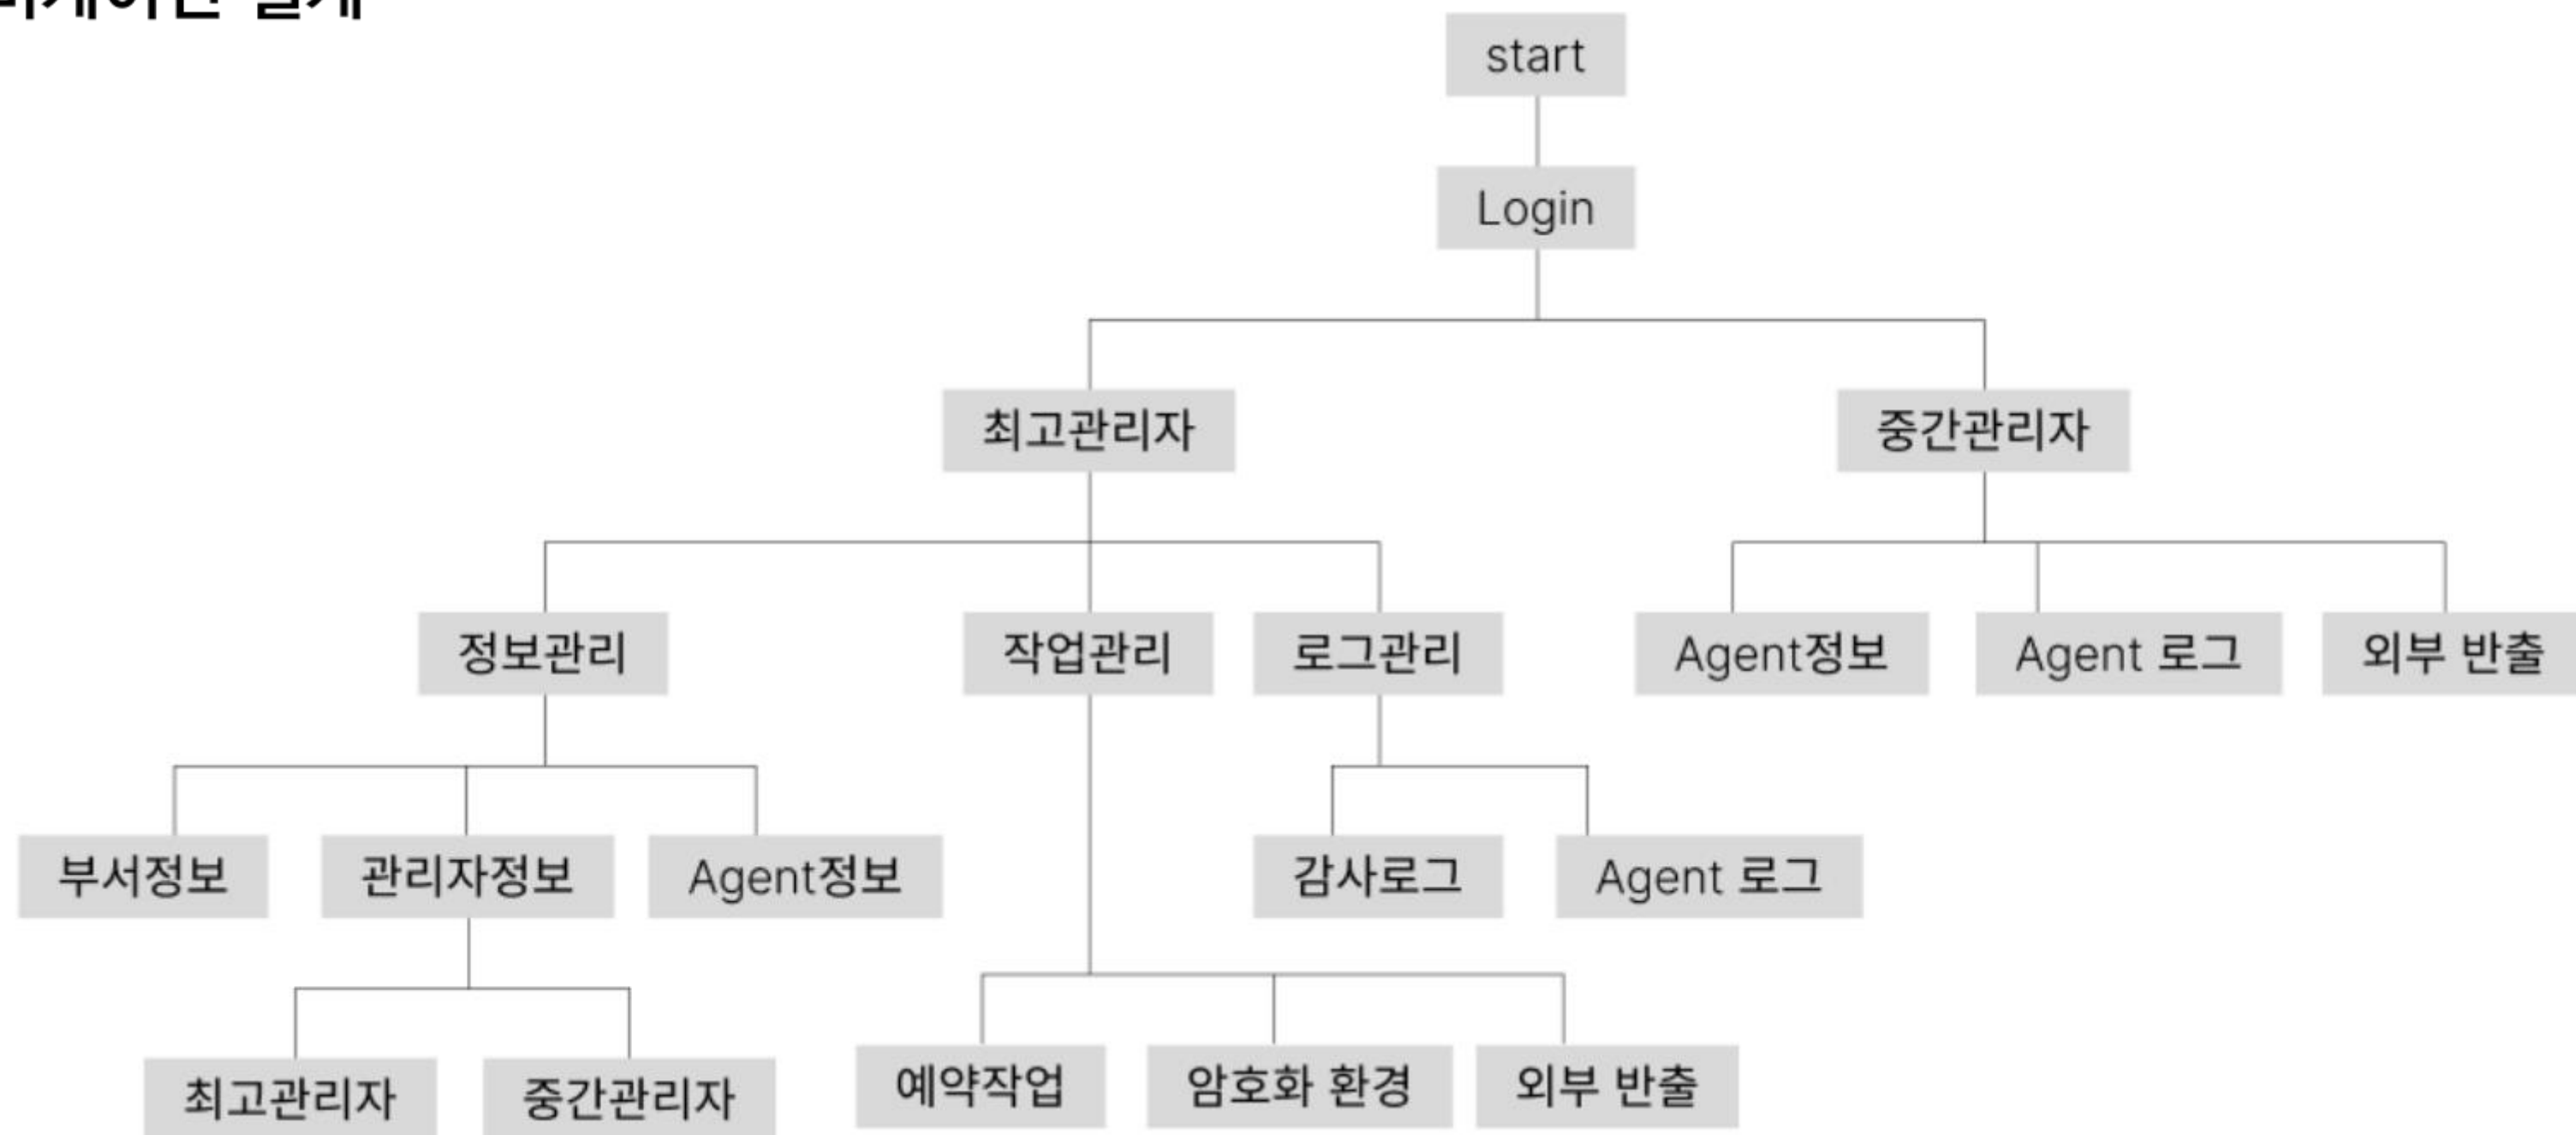 start
Login
최고관리자
중간관리자
정보관리
작업관리
로그관리
Agent정보
Agent 로그
외부 반출
부서정보
관리자정보
Agent정보
감사로그
Agent 로그
최고관리자
중간관리자
예약작업
암호화 환경
외부 반출